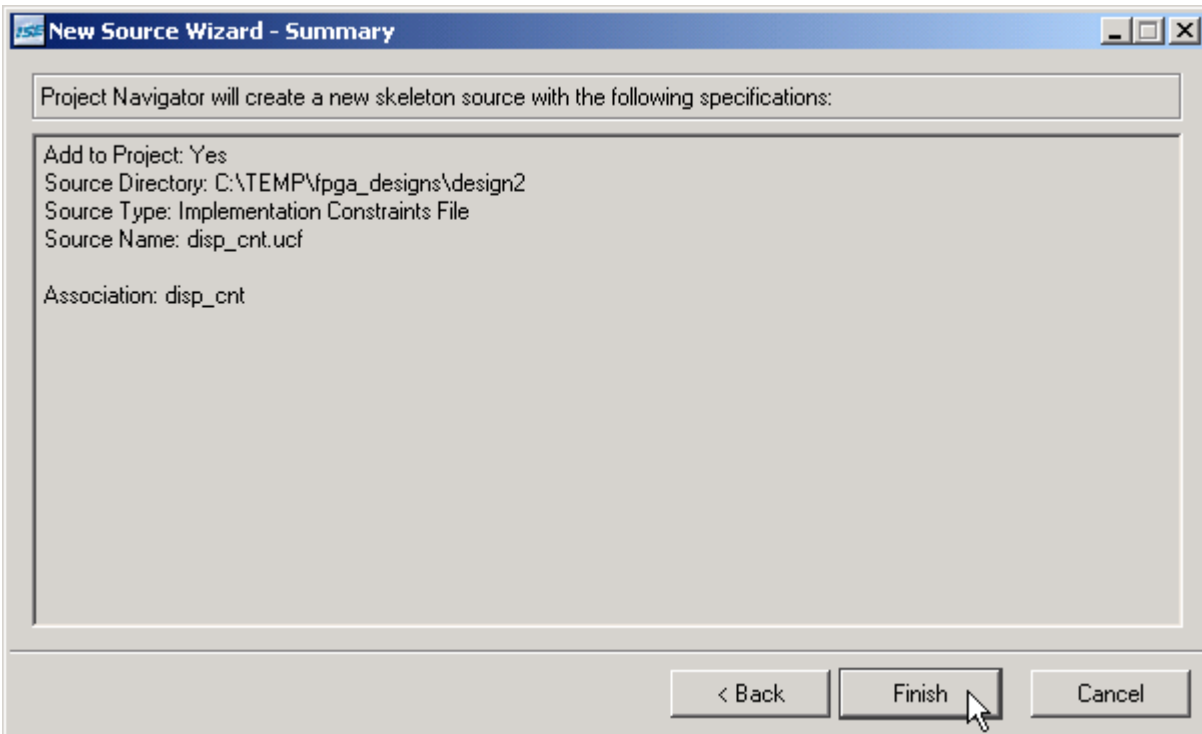 ISE New Source Wizard - Summary
Project Navigator will create a new skeleton source with the following specifications:
Add to Project: Yes
Source Directory: C:\TEMP\fpga_designs\design2
Source Type: Implementation Constraints File
Source Name: disp_cnt.ucf
Association: disp_cnt
< Back Finish Cancel